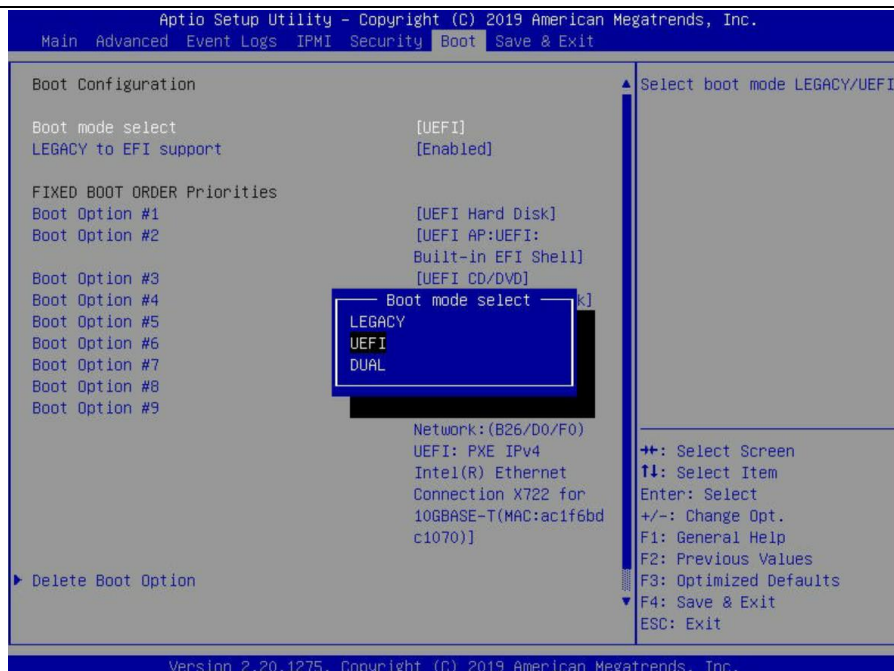 Aptio Setup Utility – Copyright (C) 2019 American Megatrends, Inc.
Main Advanced Event Logs IPMI Security Boot Save & Exit
Boot Configuration
Boot mode select [UEFI]
LEGACY to EFI support [Enabled]
FIXED BOOT ORDER Priorities
Boot Option #1 [UEFI Hard Disk]
Boot Option #2 [UEFI AP:UEFI:
Built-in EFI Shell]
Boot Option #3 [UEFI CD/DVD]
Boot Option #4 k]
Boot Option #5
Boot Option #6
Boot Option #7
Boot Option #8
Boot Option #9
Network:(B26/D0/F0)
UEFI: PXE IPv4
Intel(R) Ethernet
Connection X722 for
10GBASE-T(MAC:ac1f6bd
c1070)]
Delete Boot Option
Boot mode select
LEGACY
UEFI
DUAL
Select boot mode LEGACY/UEFI
→←: Select Screen
↑↓: Select Item
Enter: Select
+/-: Change Opt.
F1: General Help
F2: Previous Values
F3: Optimized Defaults
F4: Save & Exit
ESC: Exit
Version 2.20.1275. Copyright (C) 2019 American Megatrends, Inc.